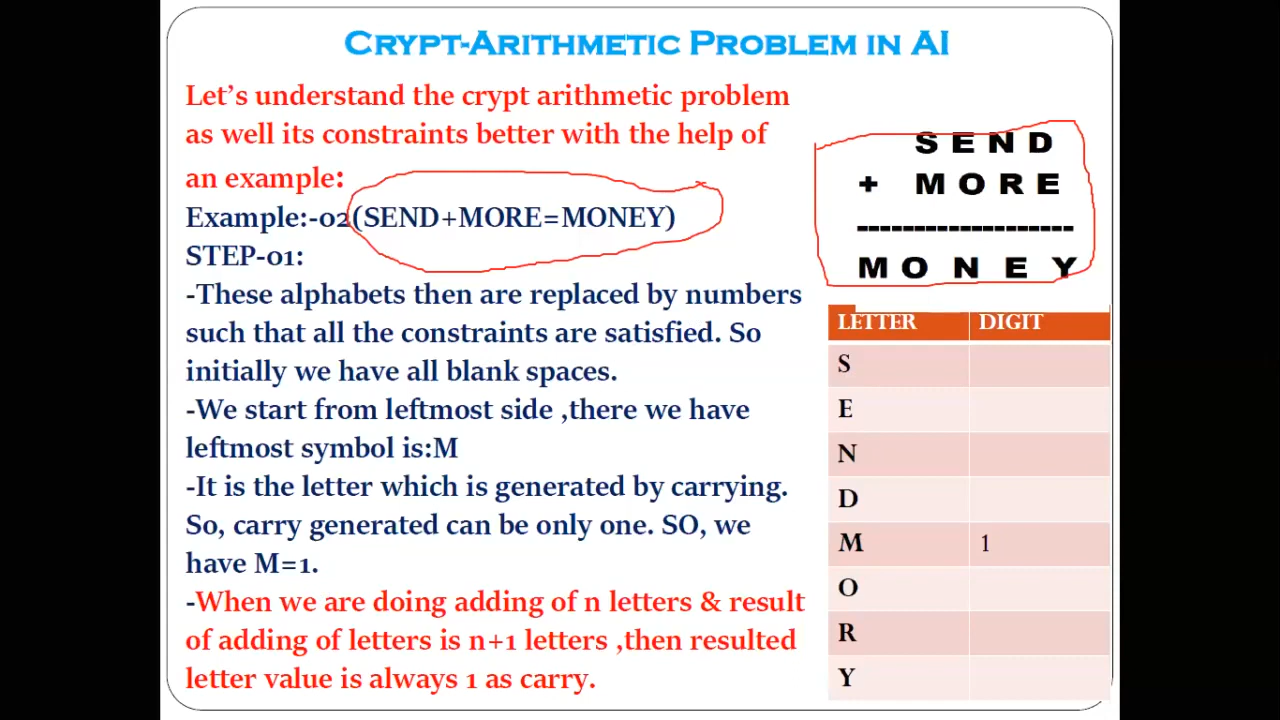 CRYPT-ARITHMETIC PROBLEM IN AI
Let's understand the crypt arithmetic problem
as well its constraints better with the help of
an example:
Example:-02(SEND+MORE=MONEY)
STEP-01:
-These alphabets then are replaced by numbers
such that all the constraints are satisfied. So
initially we have all blank spaces.
-We start from leftmost side ,there we have
leftmost symbol is:M
-It is the letter which is generated by carrying.
So, carry generated can be only one. SO, we
have M=1.
-When we are doing adding of n letters & result
of adding of letters is n+1 letters ,then resulted
letter value is always 1 as carry.
S E N D
+ M O R E
--------------------
M O N E Y
LETTER DIGIT
S
E
N
D
M 1
O
R
Y